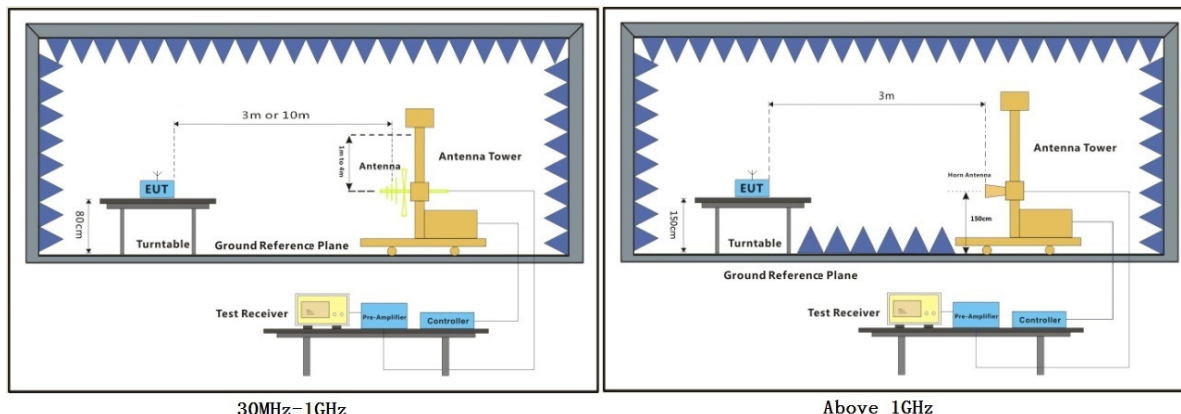 3m or 10m
1m to 4m
Antenna
Antenna Tower
EUT
80cm
Turntable
Ground Reference Plane
Test Receiver
Pre-Amplifier
Controller
30MHz-1GHz
3m
Antenna Tower
Horn Antenna
EUT
150cm
150cm
Turntable
Ground Reference Plane
Test Receiver
Pre-Amplifier
Controller
Above 1GHz